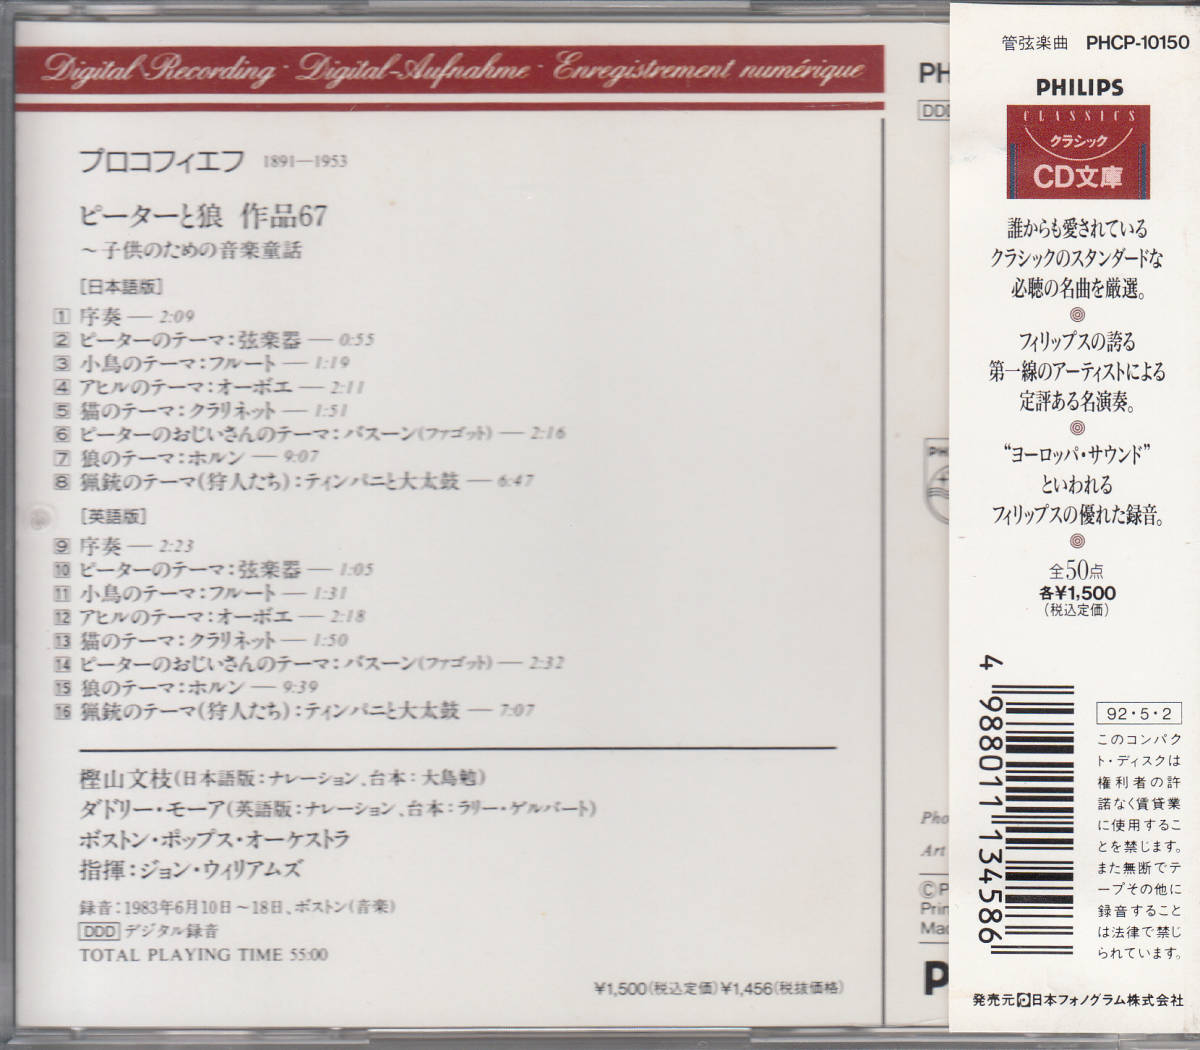 Digital Recording · Digital-Aufnahme · Enregistrement numérique
プロコフィエフ 1891—1953
ピーターと狼 作品67
～子供のための音楽童話
[日本語版]
1 序奏 — 2:09
2 ピーターのテーマ：弦楽器 — 0:55
3 小鳥のテーマ：フルート — 1:19
4 アヒルのテーマ：オーボエ — 2:11
5 猫のテーマ：クラリネット — 1:51
6 ピーターのおじいさんのテーマ：バスーン(ファゴット) — 2:16
7 狼のテーマ：ホルン — 9:07
8 猟銃のテーマ(狩人たち)：ティンパニと大太鼓 — 6:47
[英語版]
9 序奏 — 2:23
10 ピーターのテーマ：弦楽器 — 1:05
11 小鳥のテーマ：フルート — 1:31
12 アヒルのテーマ：オーボエ — 2:18
13 猫のテーマ：クラリネット — 1:50
14 ピーターのおじいさんのテーマ：バスーン(ファゴット) — 2:32
15 狼のテーマ：ホルン — 9:39
16 猟銃のテーマ(狩人たち)：ティンパニと大太鼓 — 7:07
樫山文枝(日本語版：ナレーション、台本：大島勉)
ダドリー・モーア(英語版：ナレーション、台本：ラリー・ゲルバート)
ボストン・ポップス・オーケストラ
指揮：ジョン・ウィリアムズ
録音：1983年6月10日～18日、ボストン(音楽)
DDD デジタル録音
TOTAL PLAYING TIME 55:00
¥1,500(税込定価) ¥1,456(税抜価格)
PH
DDD
PH
Pho
Art
©P
Prin
Mad
P
管弦楽曲 PHCP-10150
PHILIPS
CLASSICS
クラシック
CD文庫
誰からも愛されている
クラシックのスタンダードな
必聴の名曲を厳選。
フィリップスの誇る
第一線のアーティストによる
定評ある名演奏。
“ヨーロッパ・サウンド”
といわれる
フィリップスの優れた録音。
全50点
各¥1,500
(税込定価)
4 988011 134586
92・5・2
このコンパク
ト・ディスクは
権利者の許
諾なく賃貸業
に使用するこ
とを禁じます。
また無断でテ
ープその他に
録音すること
は法律で禁じ
られています。
発売元 日本フォノグラム株式会社